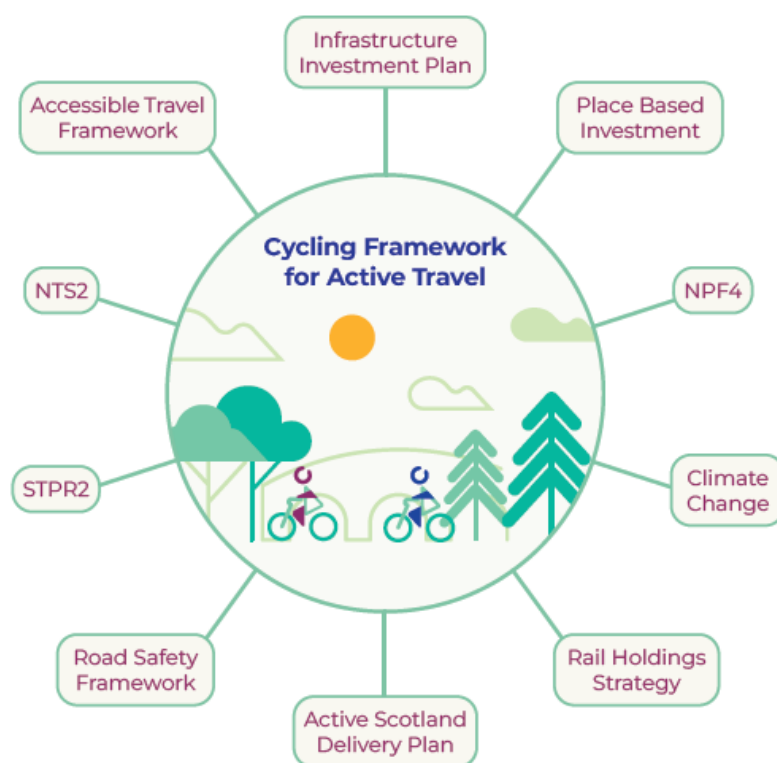 Infrastructure
Investment Plan
Accessible Travel
Framework
Place Based
Investment
Cycling Framework
for Active Travel
NTS2
NPF4
STPR2
Climate
Change
Road Safety
Framework
Rail Holdings
Strategy
Active Scotland
Delivery Plan